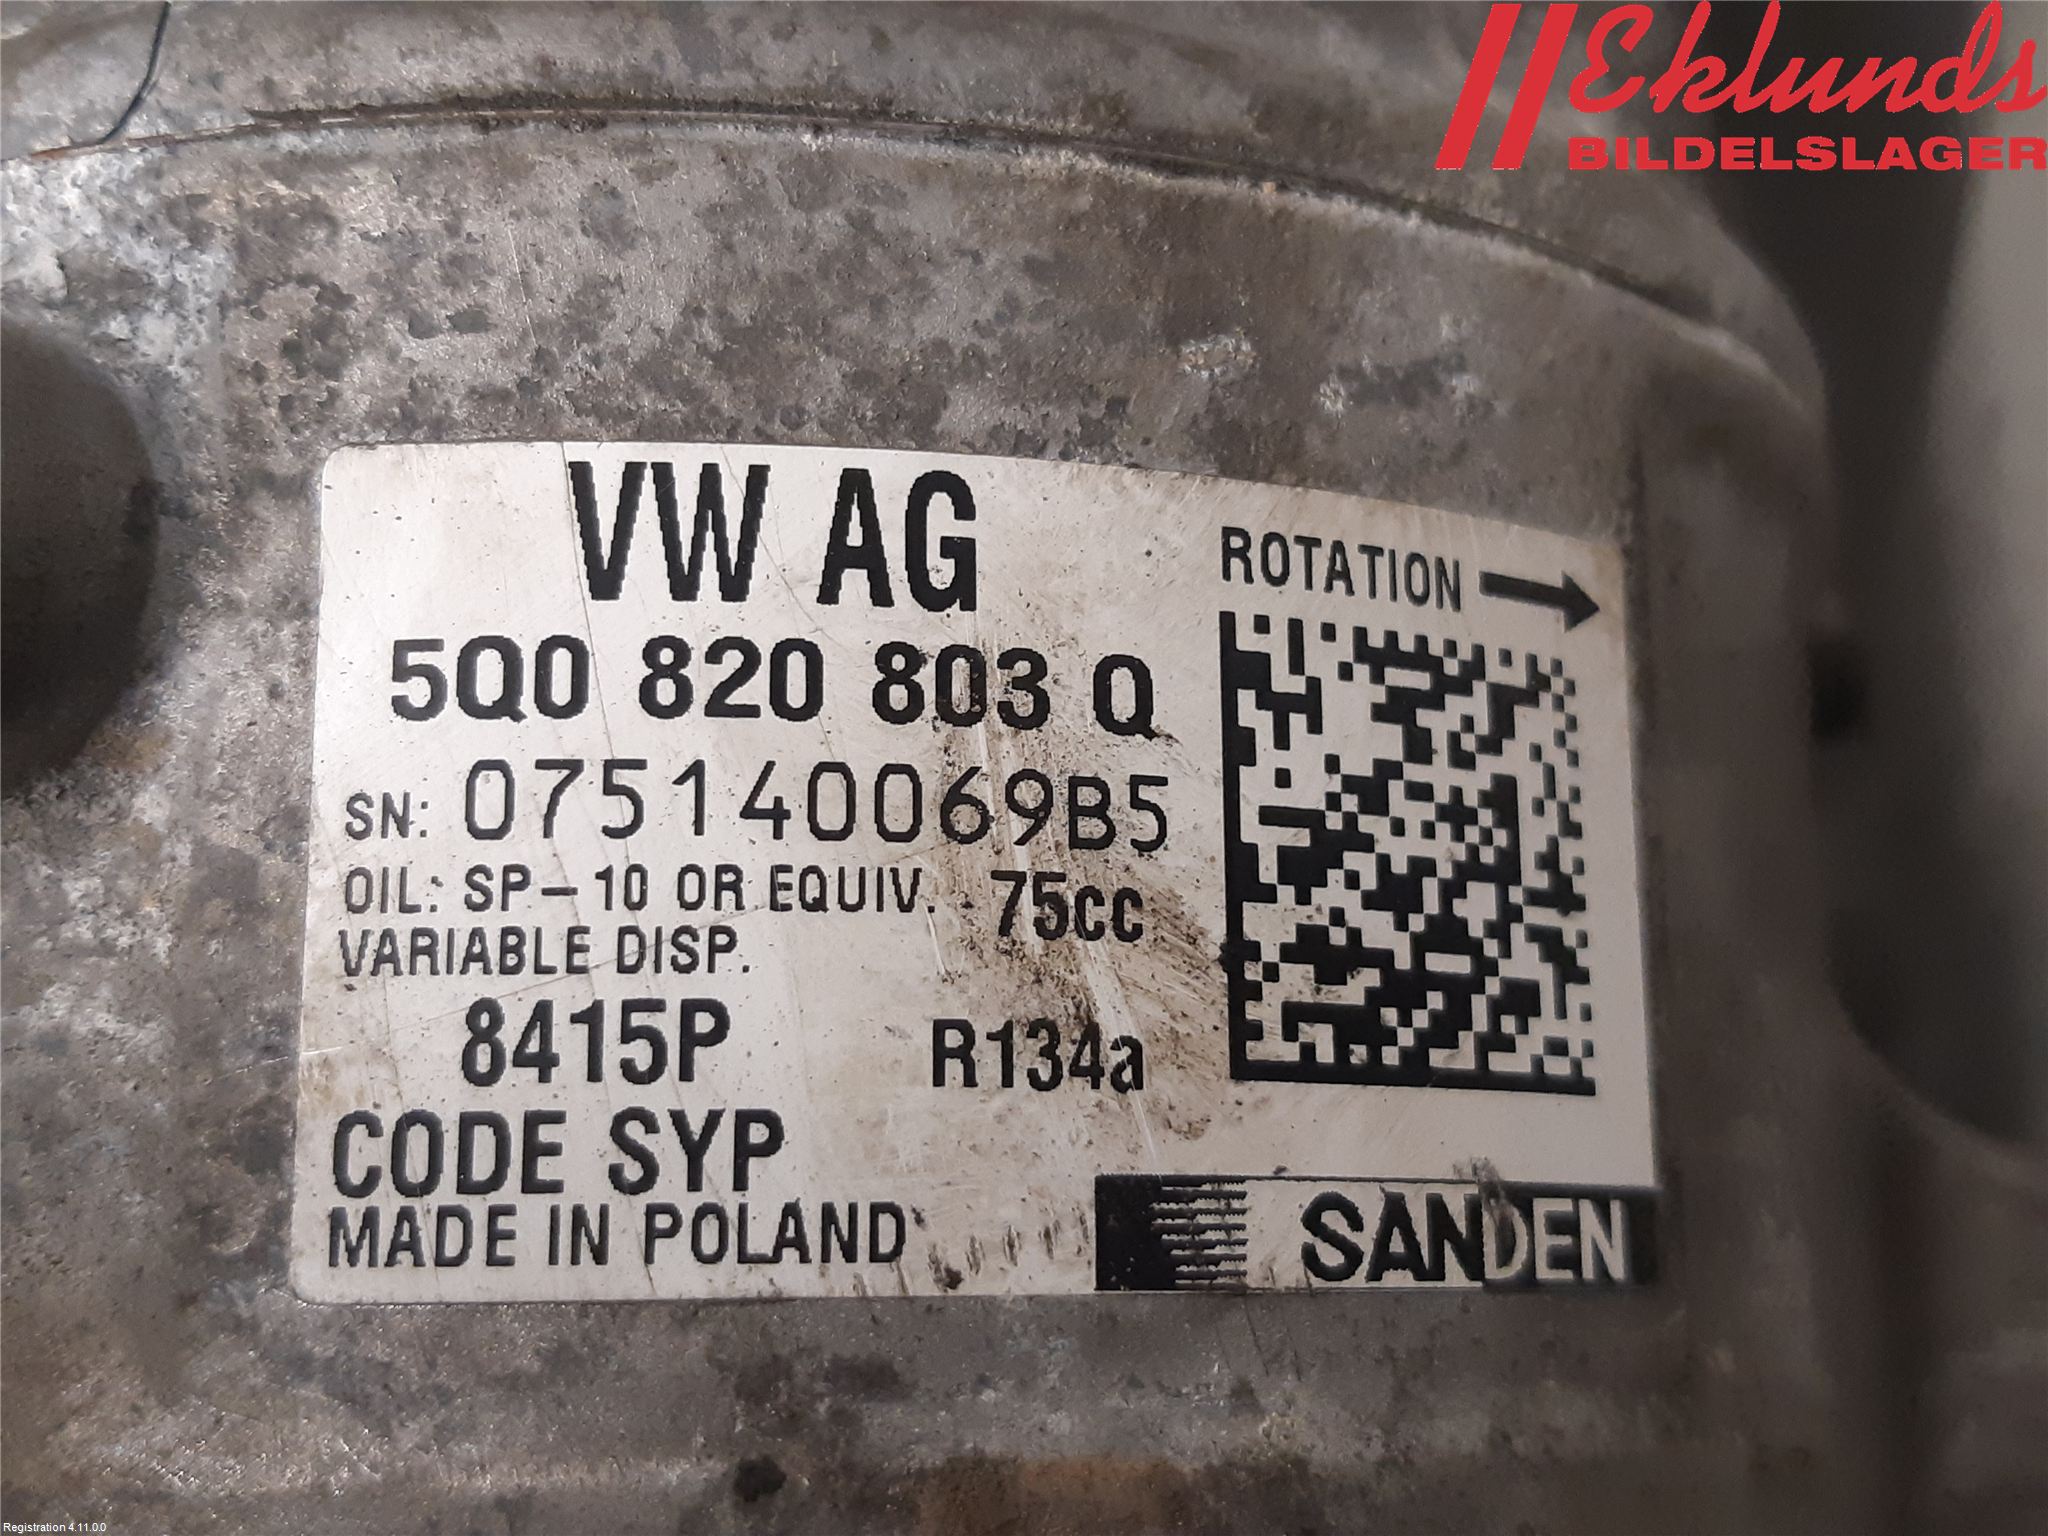 Eklunds
BILDELSLAGER
VW AG
ROTATION
5Q0 820 803 Q
SN: 075140069B5
OIL: SP-10 OR EQUIV. 75cc
VARIABLE DISP.
8415P R134a
CODE SYP
MADE IN POLAND
SANDEN
Registration 4.11.0.0